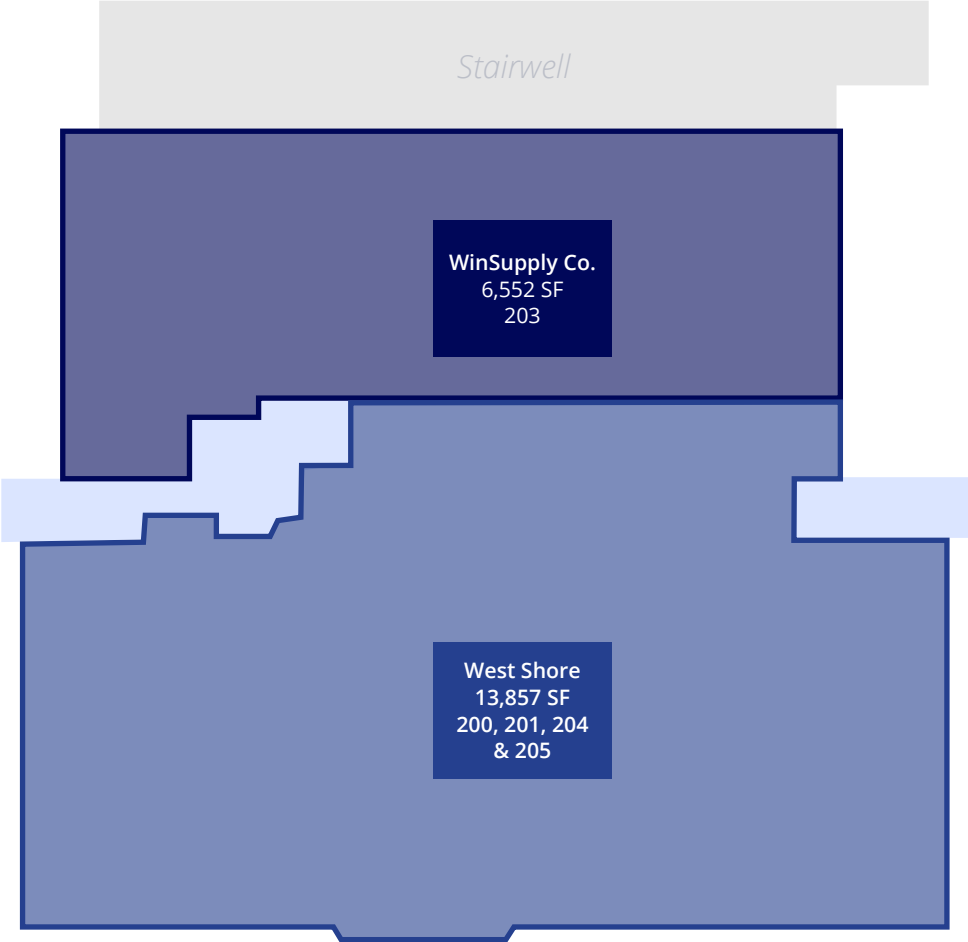 Stairwell
WinSupply Co.
6,552 SF
203
West Shore
13,857 SF
200, 201, 204
& 205